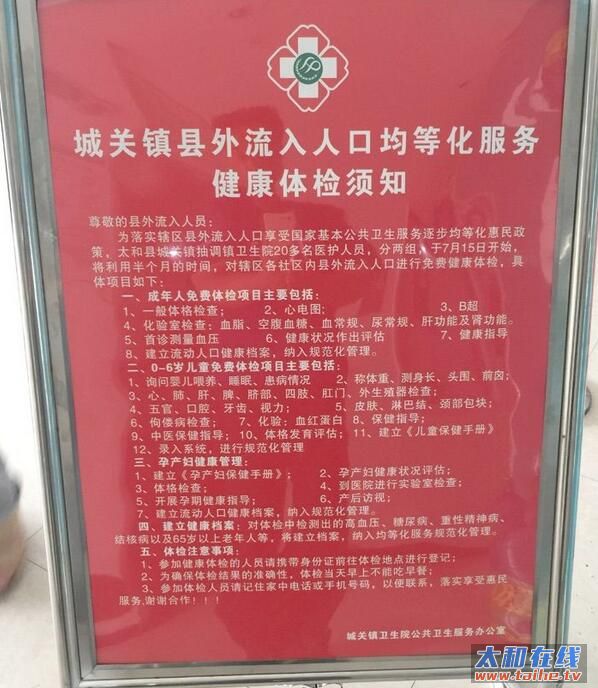 城关镇县外流入人口均等化服务
健康体检须知
尊敬的县外流入人员：
为落实辖区县外流入人口享受国家基本公共卫生服务逐步均等化惠民政
策，太和县城关镇抽调镇卫生院20多名医护人员，分两组，于7月15日开始，
将利用半个月的时间，对辖区各社区内县外流入人口进行免费健康体检，具
体项目如下：
一、成年人免费体检项目主要包括：
1、一般体格检查； 2、心电图； 3、B超
4、化验室检查：血脂、空腹血糖、血常规、尿常规、肝功能及肾功能。
5、首诊测量血压 6、健康状况作出评估 7、健康指导
8、建立流动人口健康档案，纳入规范化管理。
二、0-6岁儿童免费体检项目主要包括：
1、询问婴儿喂养、睡眠、患病情况 2、称体重、测身长、头围、前囟；
3、心、肺、肝、脾、脐部、四肢、肛门、外生殖器检查；
4、五官、口腔、牙齿、视力； 5、皮肤、淋巴结、颈部包块；
6、佝偻病检查； 7、化验：血红蛋白 8、保健指导；
9、中医保健指导；10、体格发育评估；11、建立《儿童保健手册》
12、录入系统，进行规范化管理
三、孕产妇健康管理：
1、建立《孕产妇保健手册》； 2、孕产妇健康状况评估；
3、体格检查； 4、到医院进行实验室检查；
5、开展孕期健康指导； 6、产后访视；
7、建立流动人口健康档案，纳入规范化管理。
四、建立健康档案：对体检中检测出的高血压、糖尿病、重性精神病、
结核病以及65岁以上老年人等，将建立档案，纳入均等化服务规范化管理。
五、体检注意事项：
1、参加健康体检的人员请携带身份证前往体检地点进行登记；
2、为确保体检结果的准确性，体检当天早上不能吃早餐；
3、参加体检人员请记住家中电话或手机号码，以便联系，落实享受惠民
服务,谢谢合作！！！
城关镇卫生院公共卫生服务办公室
太和在线
www.taihe.tv